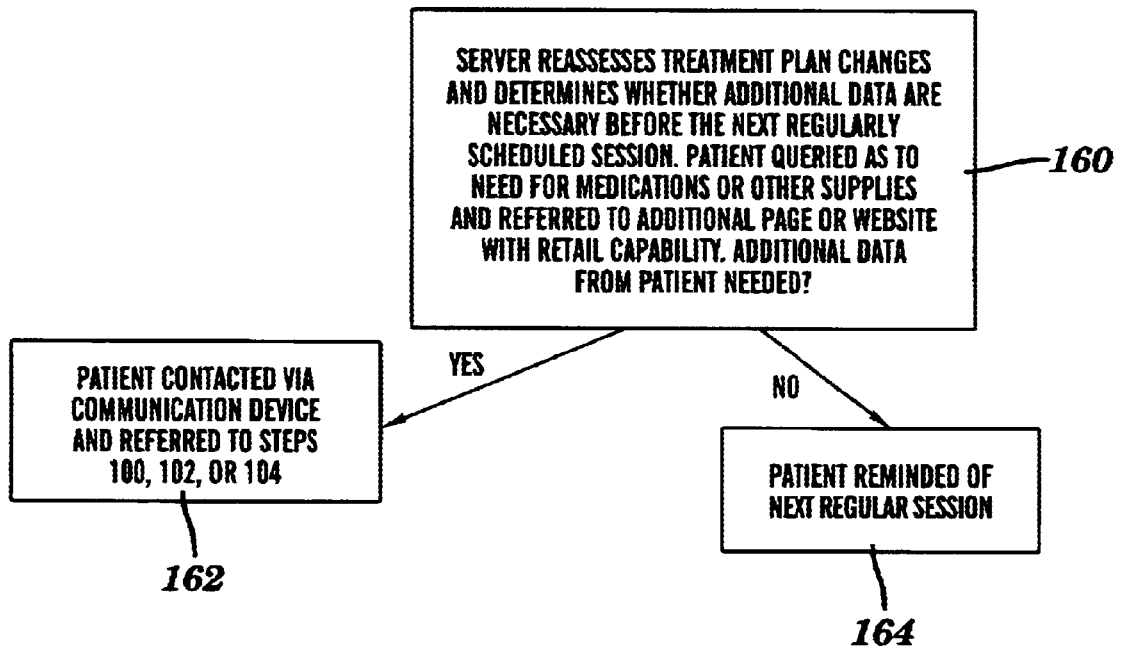 SERVER REASSESSES TREATMENT PLAN CHANGES
AND DETERMINES WHETHER ADDITIONAL DATA ARE
NECESSARY BEFORE THE NEXT REGULARLY
SCHEDULED SESSION. PATIENT QUERIED AS TO
NEED FOR MEDICATIONS OR OTHER SUPPLIES
AND REFERRED TO ADDITIONAL PAGE OR WEBSITE
WITH RETAIL CAPABILITY. ADDITIONAL DATA
FROM PATIENT NEEDED?
160
YES
NO
PATIENT CONTACTED VIA
COMMUNICATION DEVICE
AND REFERRED TO STEPS
100, 102, OR 104
162
PATIENT REMINDED OF
NEXT REGULAR SESSION
164